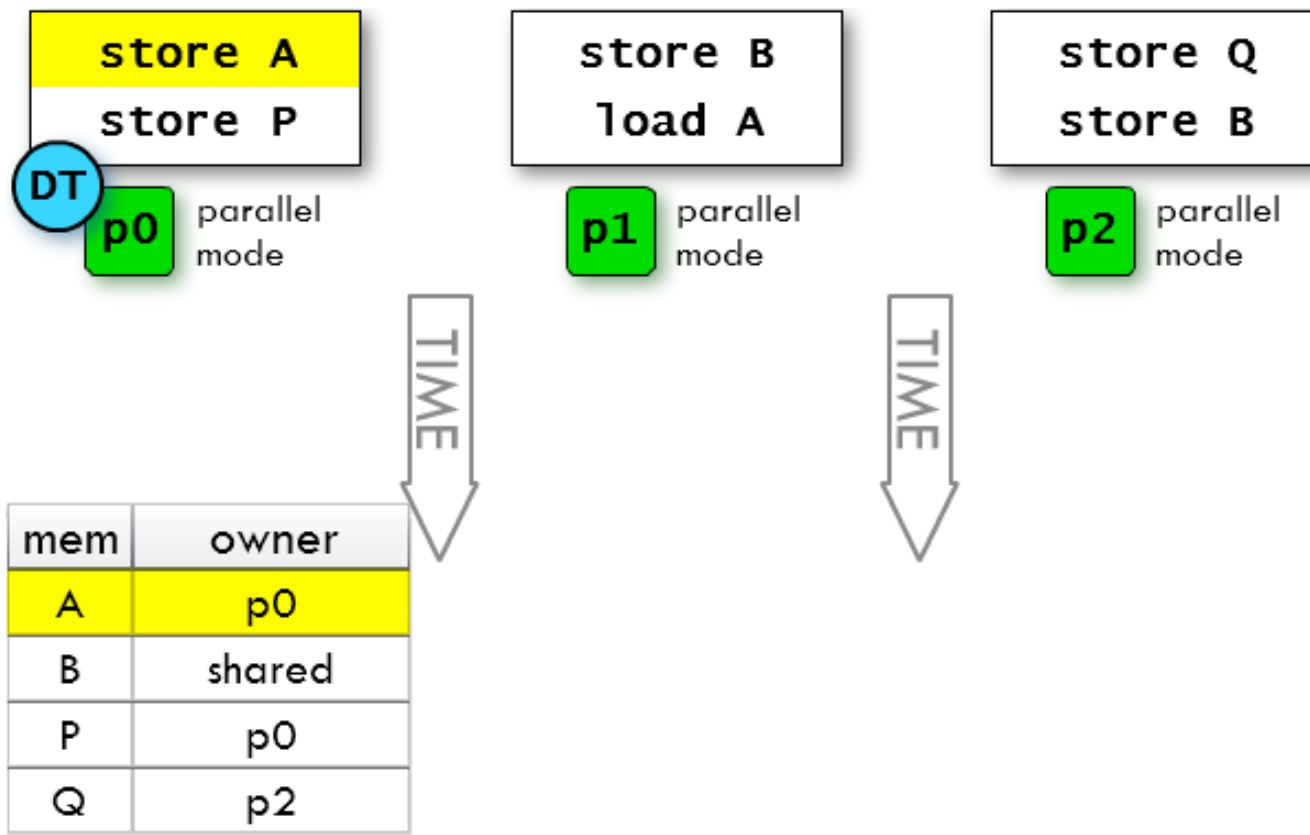 store A
store P
DT
p0
parallel
mode
store B
load A
p1
parallel
mode
store Q
store B
p2
parallel
mode
TIME
TIME
mem owner
A p0
B shared
P p0
Q p2